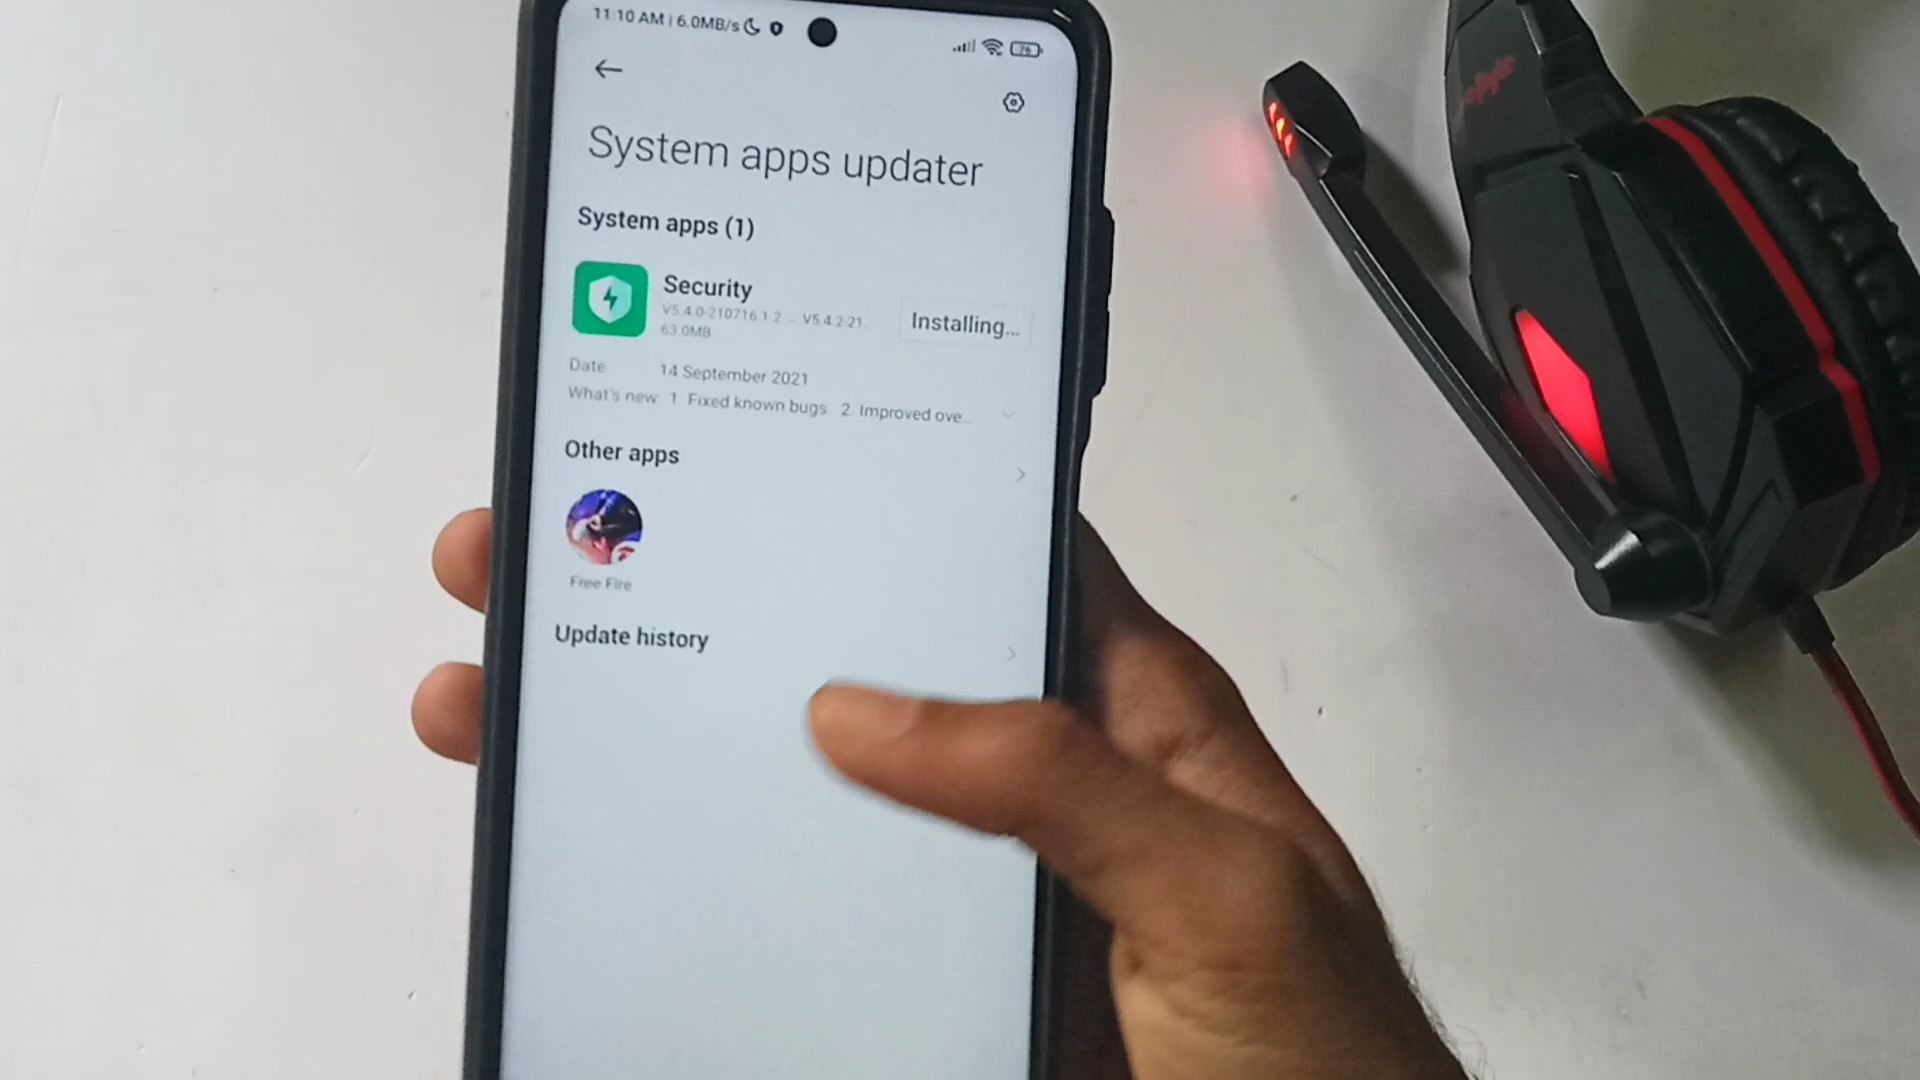 11:10 AM | 6.0MB/s
76
System apps updater
System apps (1)
Security
V5.4.0-210716.1.2 → V5.4.2-21...
63.0MB
Installing...
Date: 14 September 2021
What's new: 1. Fixed known bugs. 2. Improved ove...
Other apps
Free Fire
Update history